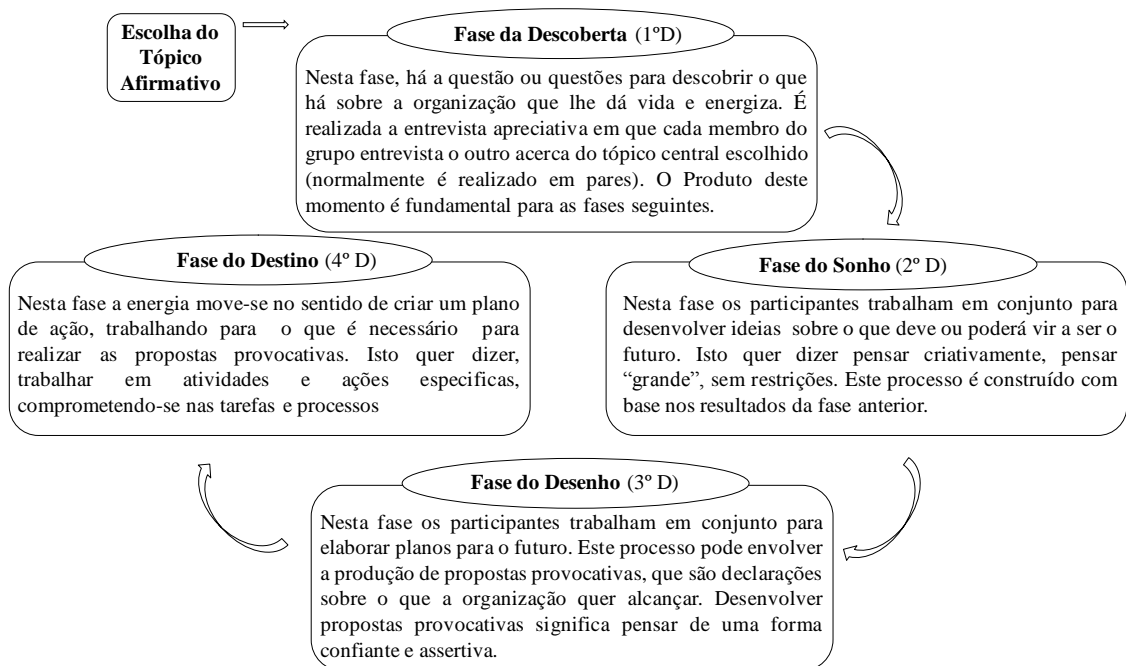 Escolha do
Tópico
Afirmativo
Fase da Descoberta (1ºD)
Nesta fase, há a questão ou questões para descobrir o que
há sobre a organização que lhe dá vida e energiza. É
realizada a entrevista apreciativa em que cada membro do
grupo entrevista o outro acerca do tópico central escolhido
(normalmente é realizado em pares). O Produto deste
momento é fundamental para as fases seguintes.
Fase do Sonho (2º D)
Nesta fase os participantes trabalham em conjunto para
desenvolver ideias sobre o que deve ou poderá vir a ser o
futuro. Isto quer dizer pensar criativamente, pensar
“grande”, sem restrições. Este processo é construído com
base nos resultados da fase anterior.
Fase do Desenho (3º D)
Nesta fase os participantes trabalham em conjunto para
elaborar planos para o futuro. Este processo pode envolver
a produção de propostas provocativas, que são declarações
sobre o que a organização quer alcançar. Desenvolver
propostas provocativas significa pensar de uma forma
confiante e assertiva.
Fase do Destino (4º D)
Nesta fase a energia move-se no sentido de criar um plano
de ação, trabalhando para o que é necessário para
realizar as propostas provocativas. Isto quer dizer,
trabalhar em atividades e ações especificas,
comprometendo-se nas tarefas e processos